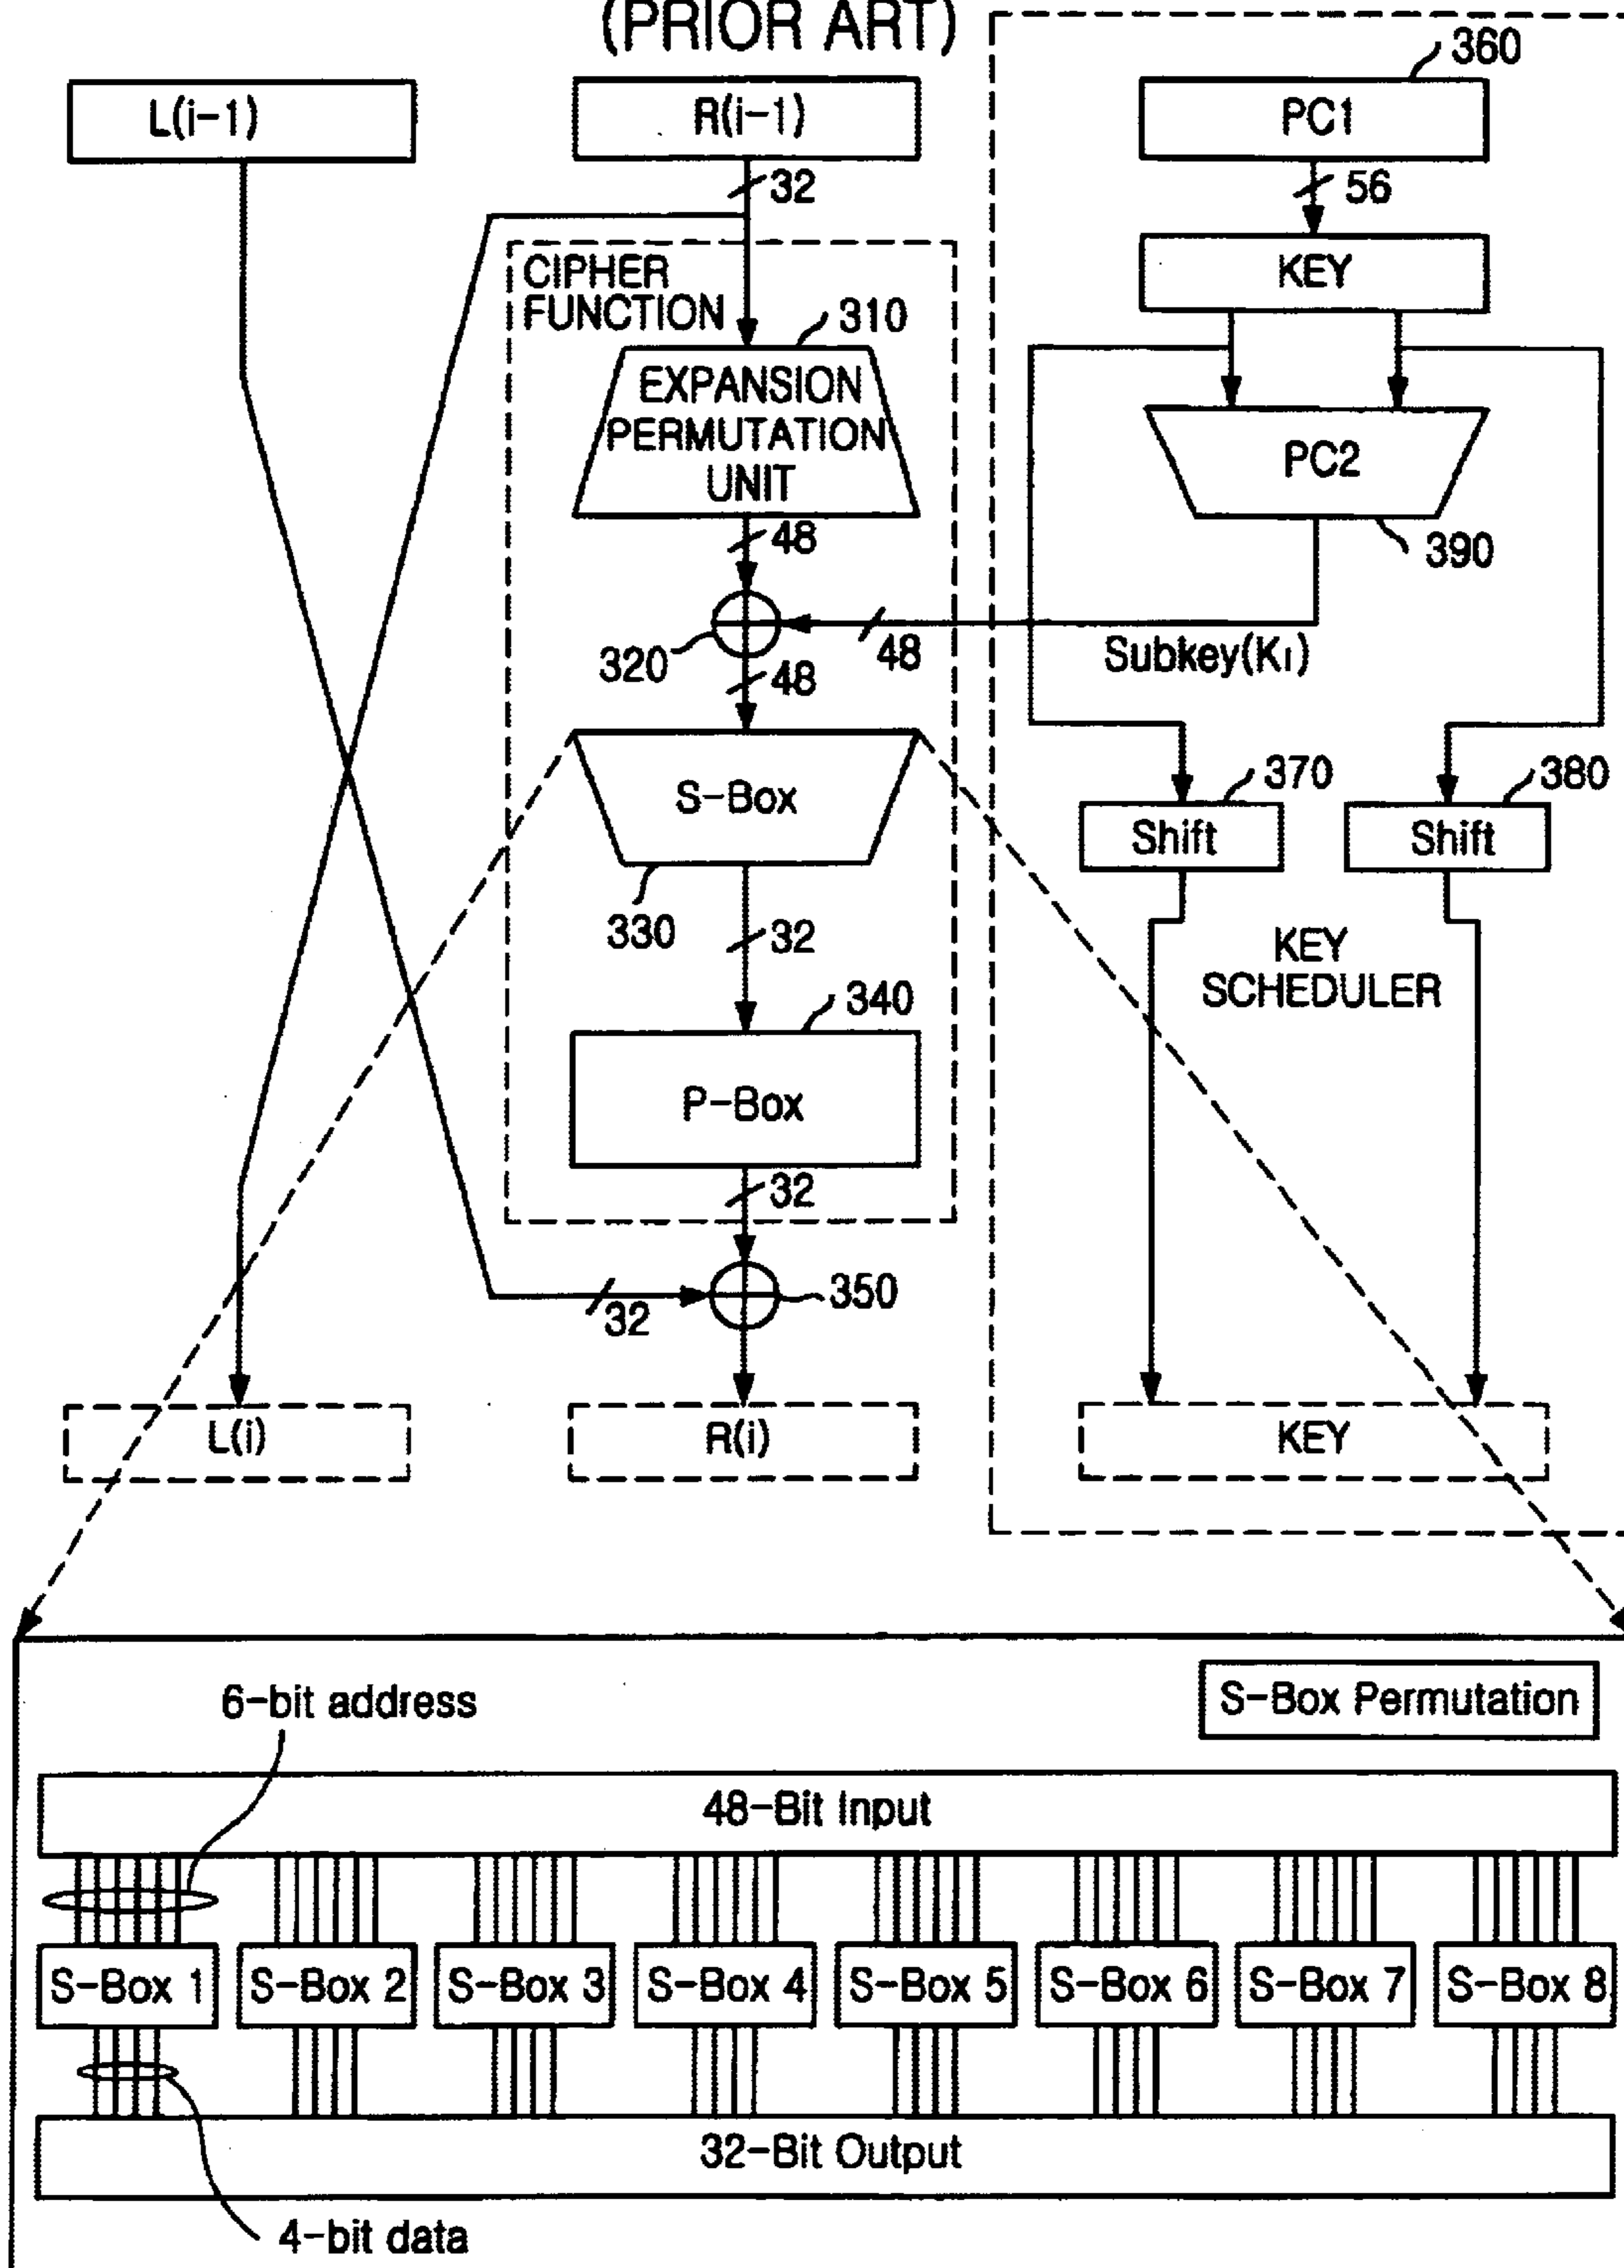 (PRIOR ART)
360
L(i-1)
R(i-1)
PC1
32
56
KEY
CIPHER
FUNCTION
310
EXPANSION
PERMUTATION
UNIT
PC2
48
390
320
48
Subkey(KI)
48
370
380
S-Box
Shift
Shift
330
32
KEY
SCHEDULER
340
P-Box
32
350
32
L(i)
R(i)
KEY
6-bit address
S-Box Permutation
48-Bit Input
S-Box 1
S-Box 2
S-Box 3
S-Box 4
S-Box 5
S-Box 6
S-Box 7
S-Box 8
32-Bit Output
4-bit data